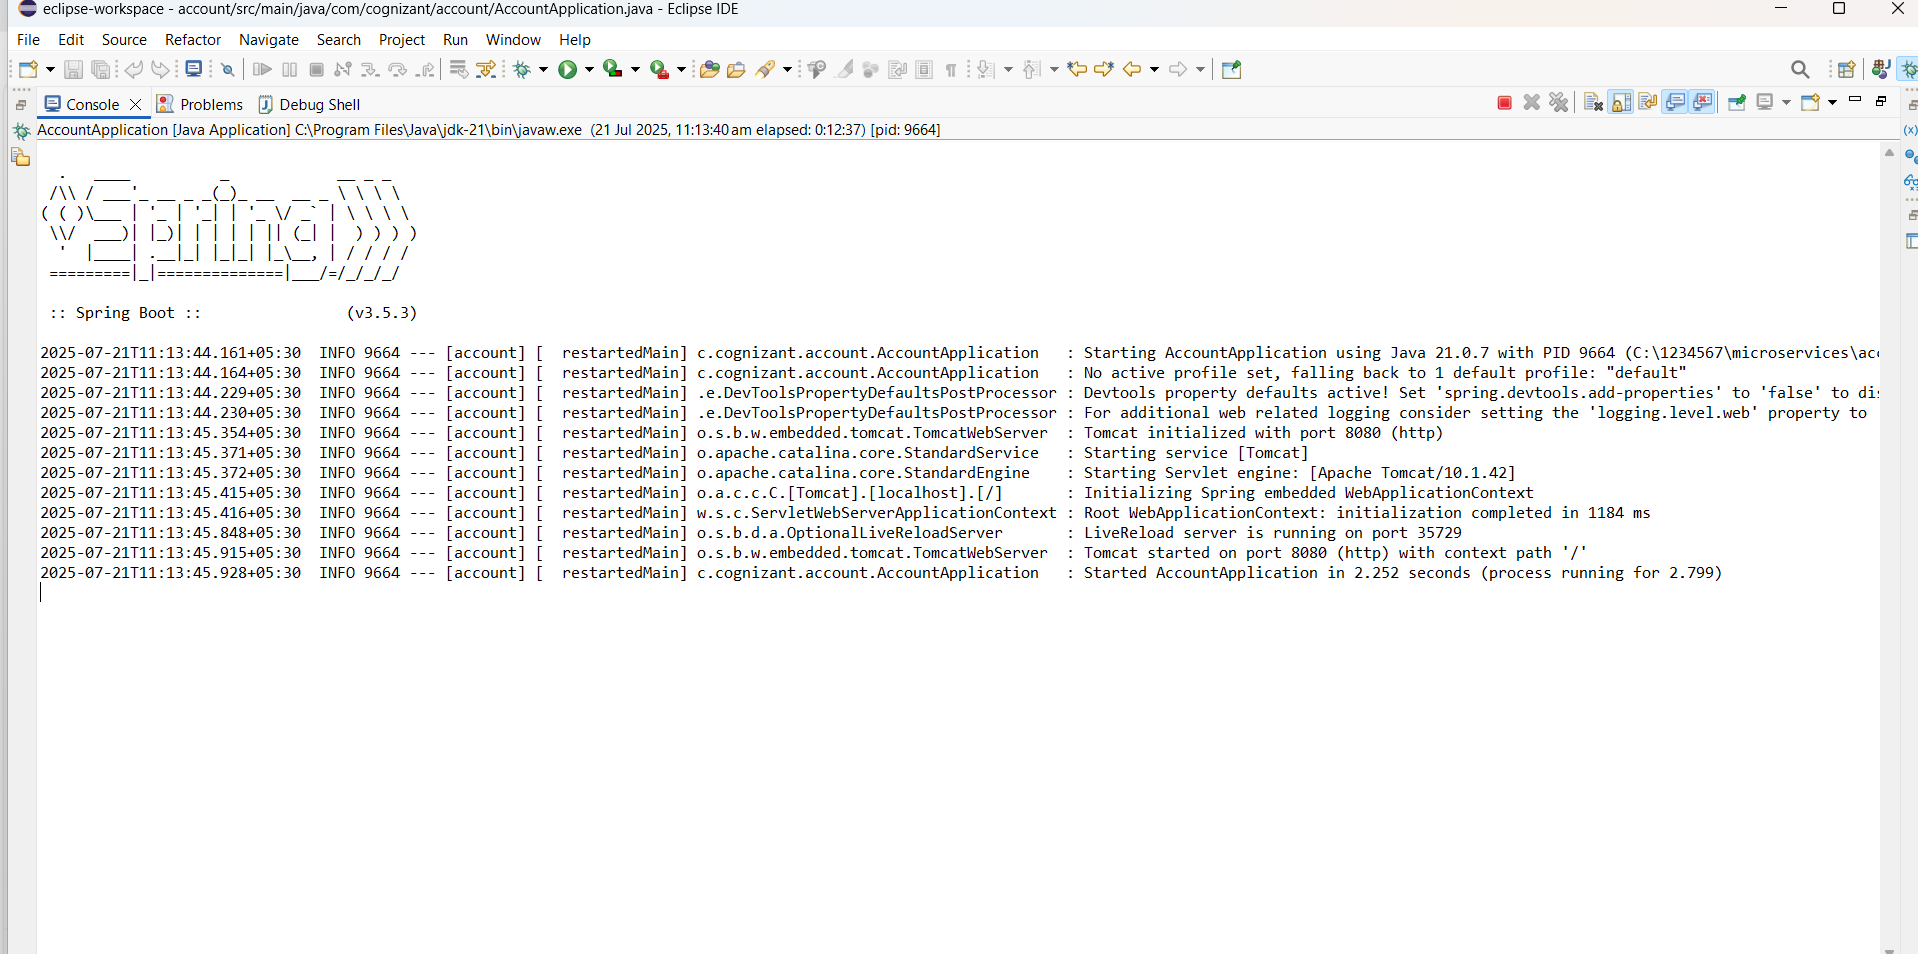 eclipse-workspace - account/src/main/java/com/cognizant/account/AccountApplication.java - Eclipse IDE
File Edit Source Refactor Navigate Search Project Run Window Help
Console Problems Debug Shell
AccountApplication [Java Application] C:\Program Files\Java\jdk-21\bin\javaw.exe (21 Jul 2025, 11:13:40 am elapsed: 0:12:37) [pid: 9664]
  .   ____          _            __ _ _
 /\\ / ___'_ __ _ _(_)_ __  __ _ \ \ \ \
( ( )\___ | '_ | '_| | '_ \/ _` | \ \ \ \
 \\/  ___)| |_)| | | | | || (_| |  ) ) ) )
  '  |____| .__|_| |_|_| |_\__, | / / / /
 =========|_|==============|___/=/_/_/_/
:: Spring Boot :: (v3.5.3)
2025-07-21T11:13:44.161+05:30 INFO 9664 --- [account] [ restartedMain] c.cognizant.account.AccountApplication : Starting AccountApplication using Java 21.0.7 with PID 9664 (C:\1234567\microservices\acc
2025-07-21T11:13:44.164+05:30 INFO 9664 --- [account] [ restartedMain] c.cognizant.account.AccountApplication : No active profile set, falling back to 1 default profile: "default"
2025-07-21T11:13:44.229+05:30 INFO 9664 --- [account] [ restartedMain] .e.DevToolsPropertyDefaultsPostProcessor : Devtools property defaults active! Set 'spring.devtools.add-properties' to 'false' to dis
2025-07-21T11:13:44.230+05:30 INFO 9664 --- [account] [ restartedMain] .e.DevToolsPropertyDefaultsPostProcessor : For additional web related logging consider setting the 'logging.level.web' property to
2025-07-21T11:13:45.354+05:30 INFO 9664 --- [account] [ restartedMain] o.s.b.w.embedded.tomcat.TomcatWebServer : Tomcat initialized with port 8080 (http)
2025-07-21T11:13:45.371+05:30 INFO 9664 --- [account] [ restartedMain] o.apache.catalina.core.StandardService : Starting service [Tomcat]
2025-07-21T11:13:45.372+05:30 INFO 9664 --- [account] [ restartedMain] o.apache.catalina.core.StandardEngine : Starting Servlet engine: [Apache Tomcat/10.1.42]
2025-07-21T11:13:45.415+05:30 INFO 9664 --- [account] [ restartedMain] o.a.c.c.C.[Tomcat].[localhost].[/] : Initializing Spring embedded WebApplicationContext
2025-07-21T11:13:45.416+05:30 INFO 9664 --- [account] [ restartedMain] w.s.c.ServletWebServerApplicationContext : Root WebApplicationContext: initialization completed in 1184 ms
2025-07-21T11:13:45.848+05:30 INFO 9664 --- [account] [ restartedMain] o.s.b.d.a.OptionalLiveReloadServer : LiveReload server is running on port 35729
2025-07-21T11:13:45.915+05:30 INFO 9664 --- [account] [ restartedMain] o.s.b.w.embedded.tomcat.TomcatWebServer : Tomcat started on port 8080 (http) with context path '/'
2025-07-21T11:13:45.928+05:30 INFO 9664 --- [account] [ restartedMain] c.cognizant.account.AccountApplication : Started AccountApplication in 2.252 seconds (process running for 2.799)